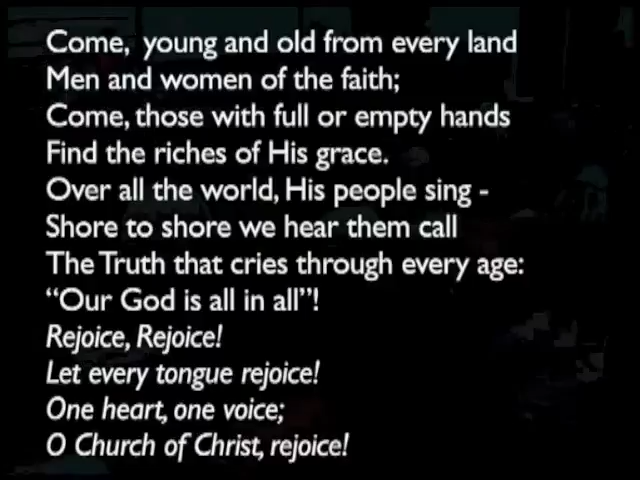 Come, young and old from every land
Men and women of the faith;
Come, those with full or empty hands
Find the riches of His grace.
Over all the world, His people sing -
Shore to shore we hear them call
The Truth that cries through every age:
“Our God is all in all”!
Rejoice, Rejoice!
Let every tongue rejoice!
One heart, one voice;
O Church of Christ, rejoice!